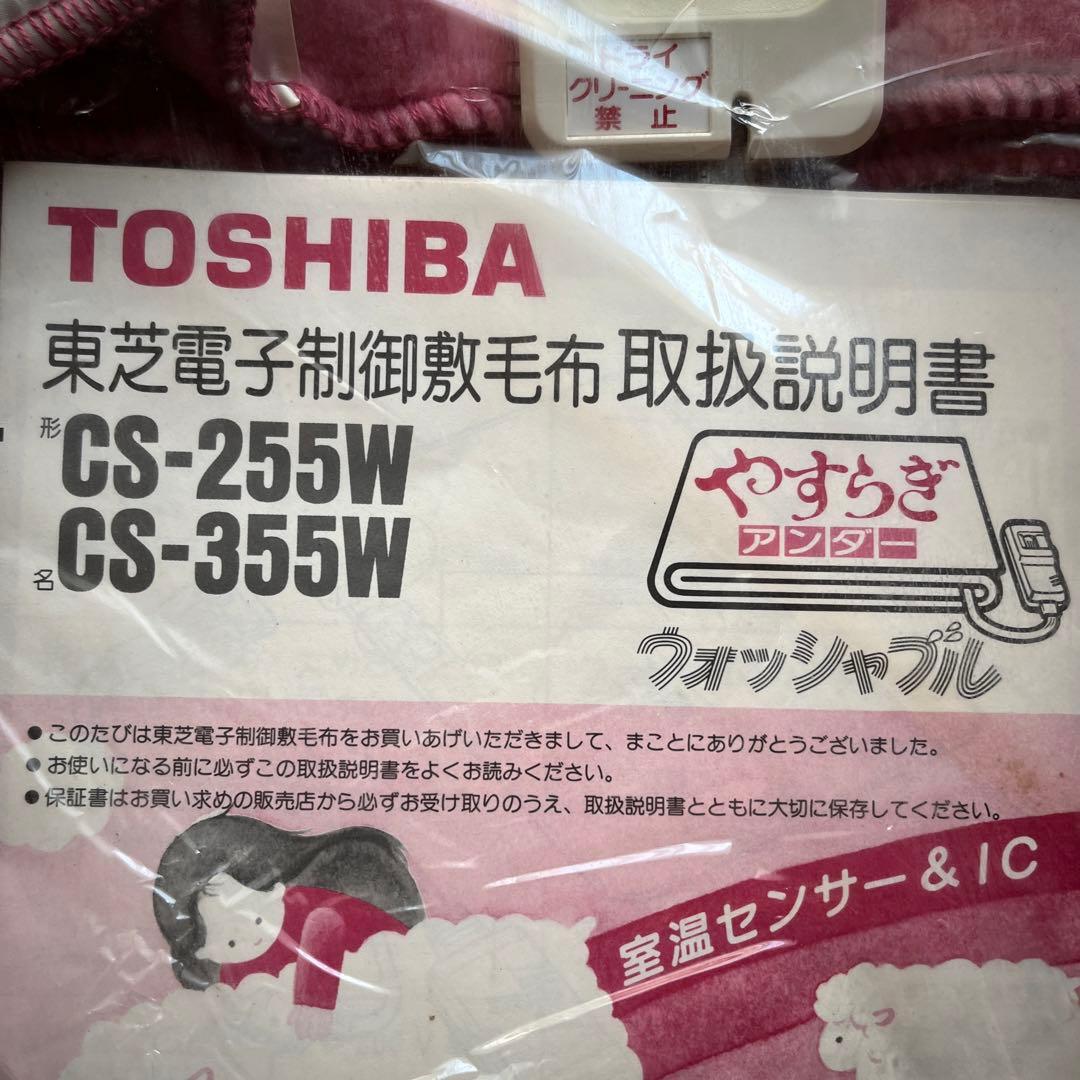 ドライ
クリーニング
禁止
TOSHIBA
東芝電子制御敷毛布 取扱説明書
形名
CS-255W
CS-355W
やすらぎ
アンダー
ウォッシャブル
●このたびは東芝電子制御敷毛布をお買いあげいただきまして、まことにありがとうございました。
●お使いになる前に必ずこの取扱説明書をよくお読みください。
●保証書はお買い求めの販売店から必ずお受け取りのうえ、取扱説明書とともに大切に保存してください。
室温センサー&IC